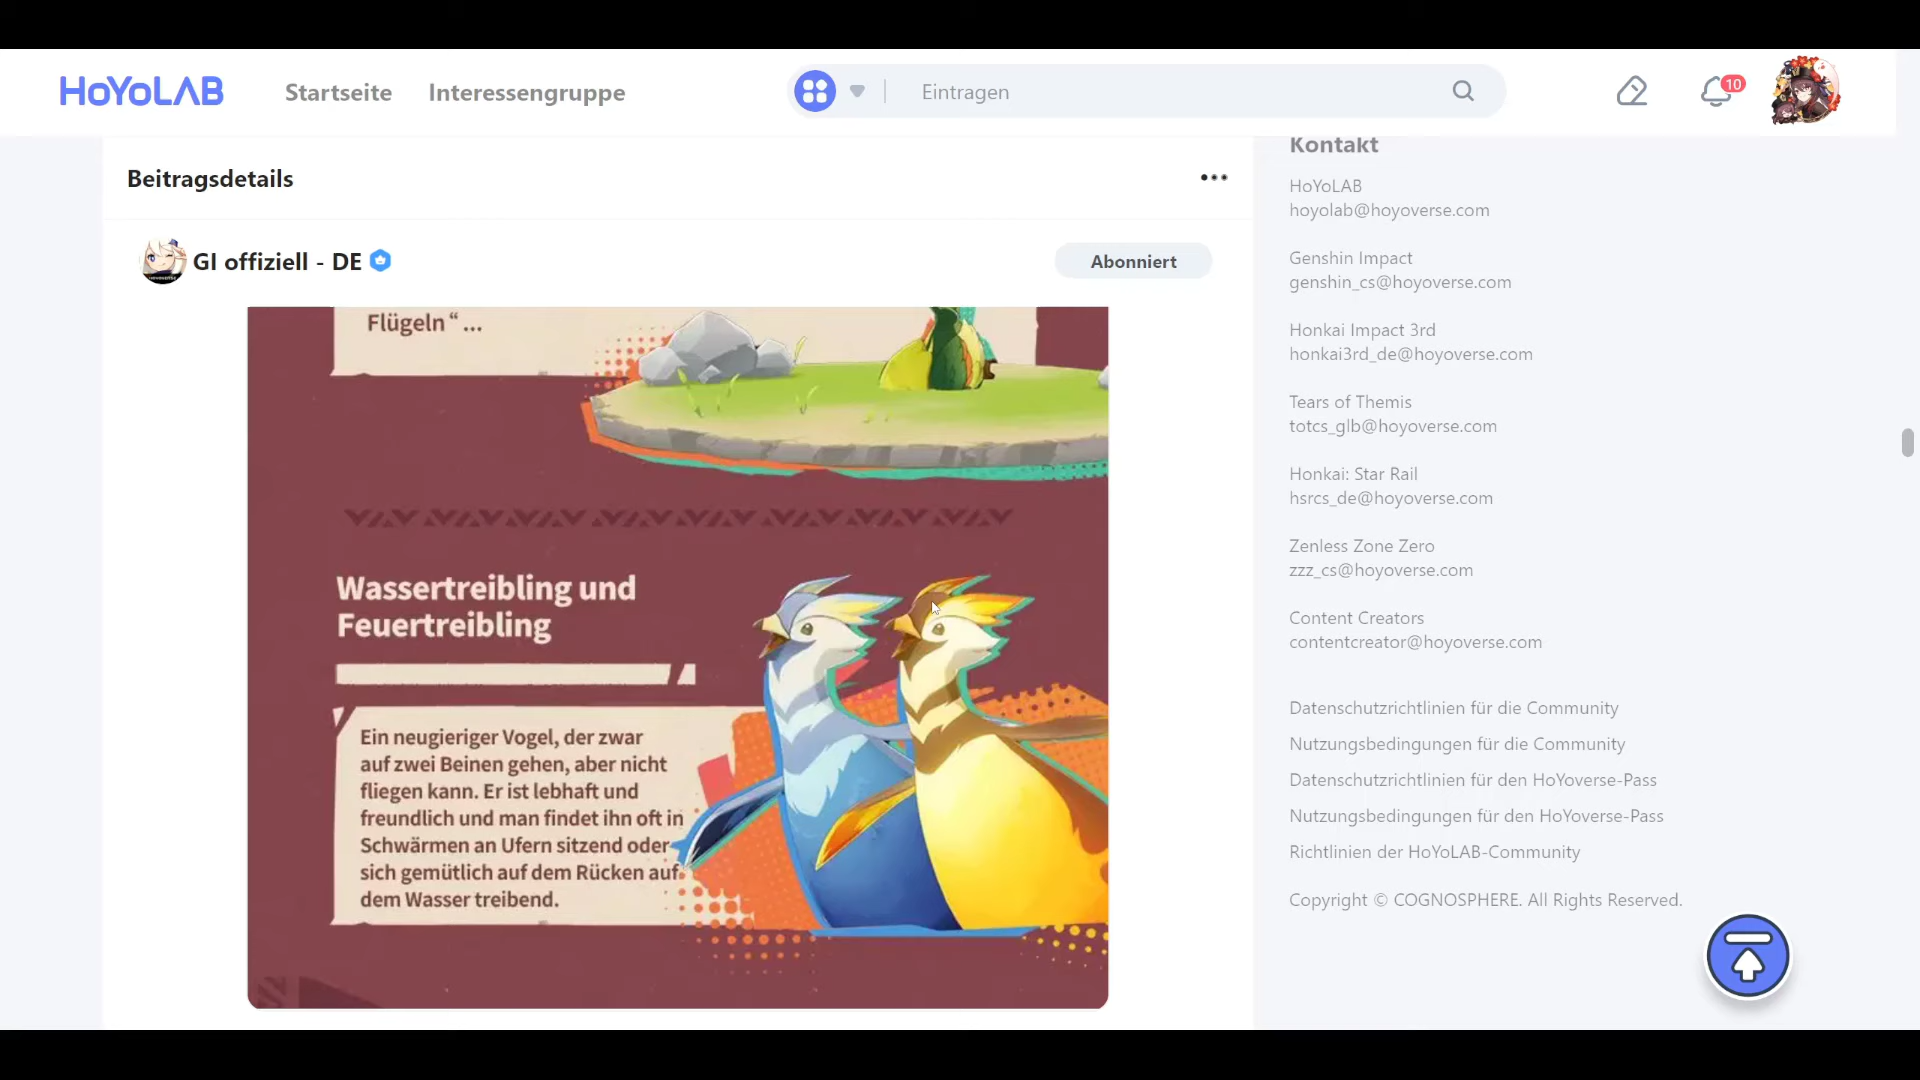 HoYoLAB
Startseite
Interessengruppe
Eintragen
10
Beitragsdetails
GI offiziell - DE
Abonniert
Flügeln“ ...
Wassertreibling und
Feuertreibling
Ein neugieriger Vogel, der zwar
auf zwei Beinen gehen, aber nicht
fliegen kann. Er ist lebhaft und
freundlich und man findet ihn oft in
Schwärmen an Ufern sitzend oder
sich gemütlich auf dem Rücken auf
dem Wasser treibend.
Kontakt
HoYoLAB
hoyolab@hoyoverse.com
Genshin Impact
genshin_cs@hoyoverse.com
Honkai Impact 3rd
honkai3rd_de@hoyoverse.com
Tears of Themis
totcs_glb@hoyoverse.com
Honkai: Star Rail
hsrcs_de@hoyoverse.com
Zenless Zone Zero
zzz_cs@hoyoverse.com
Content Creators
contentcreator@hoyoverse.com
Datenschutzrichtlinien für die Community
Nutzungsbedingungen für die Community
Datenschutzrichtlinien für den HoYoverse-Pass
Nutzungsbedingungen für den HoYoverse-Pass
Richtlinien der HoYoLAB-Community
Copyright © COGNOSPHERE. All Rights Reserved.